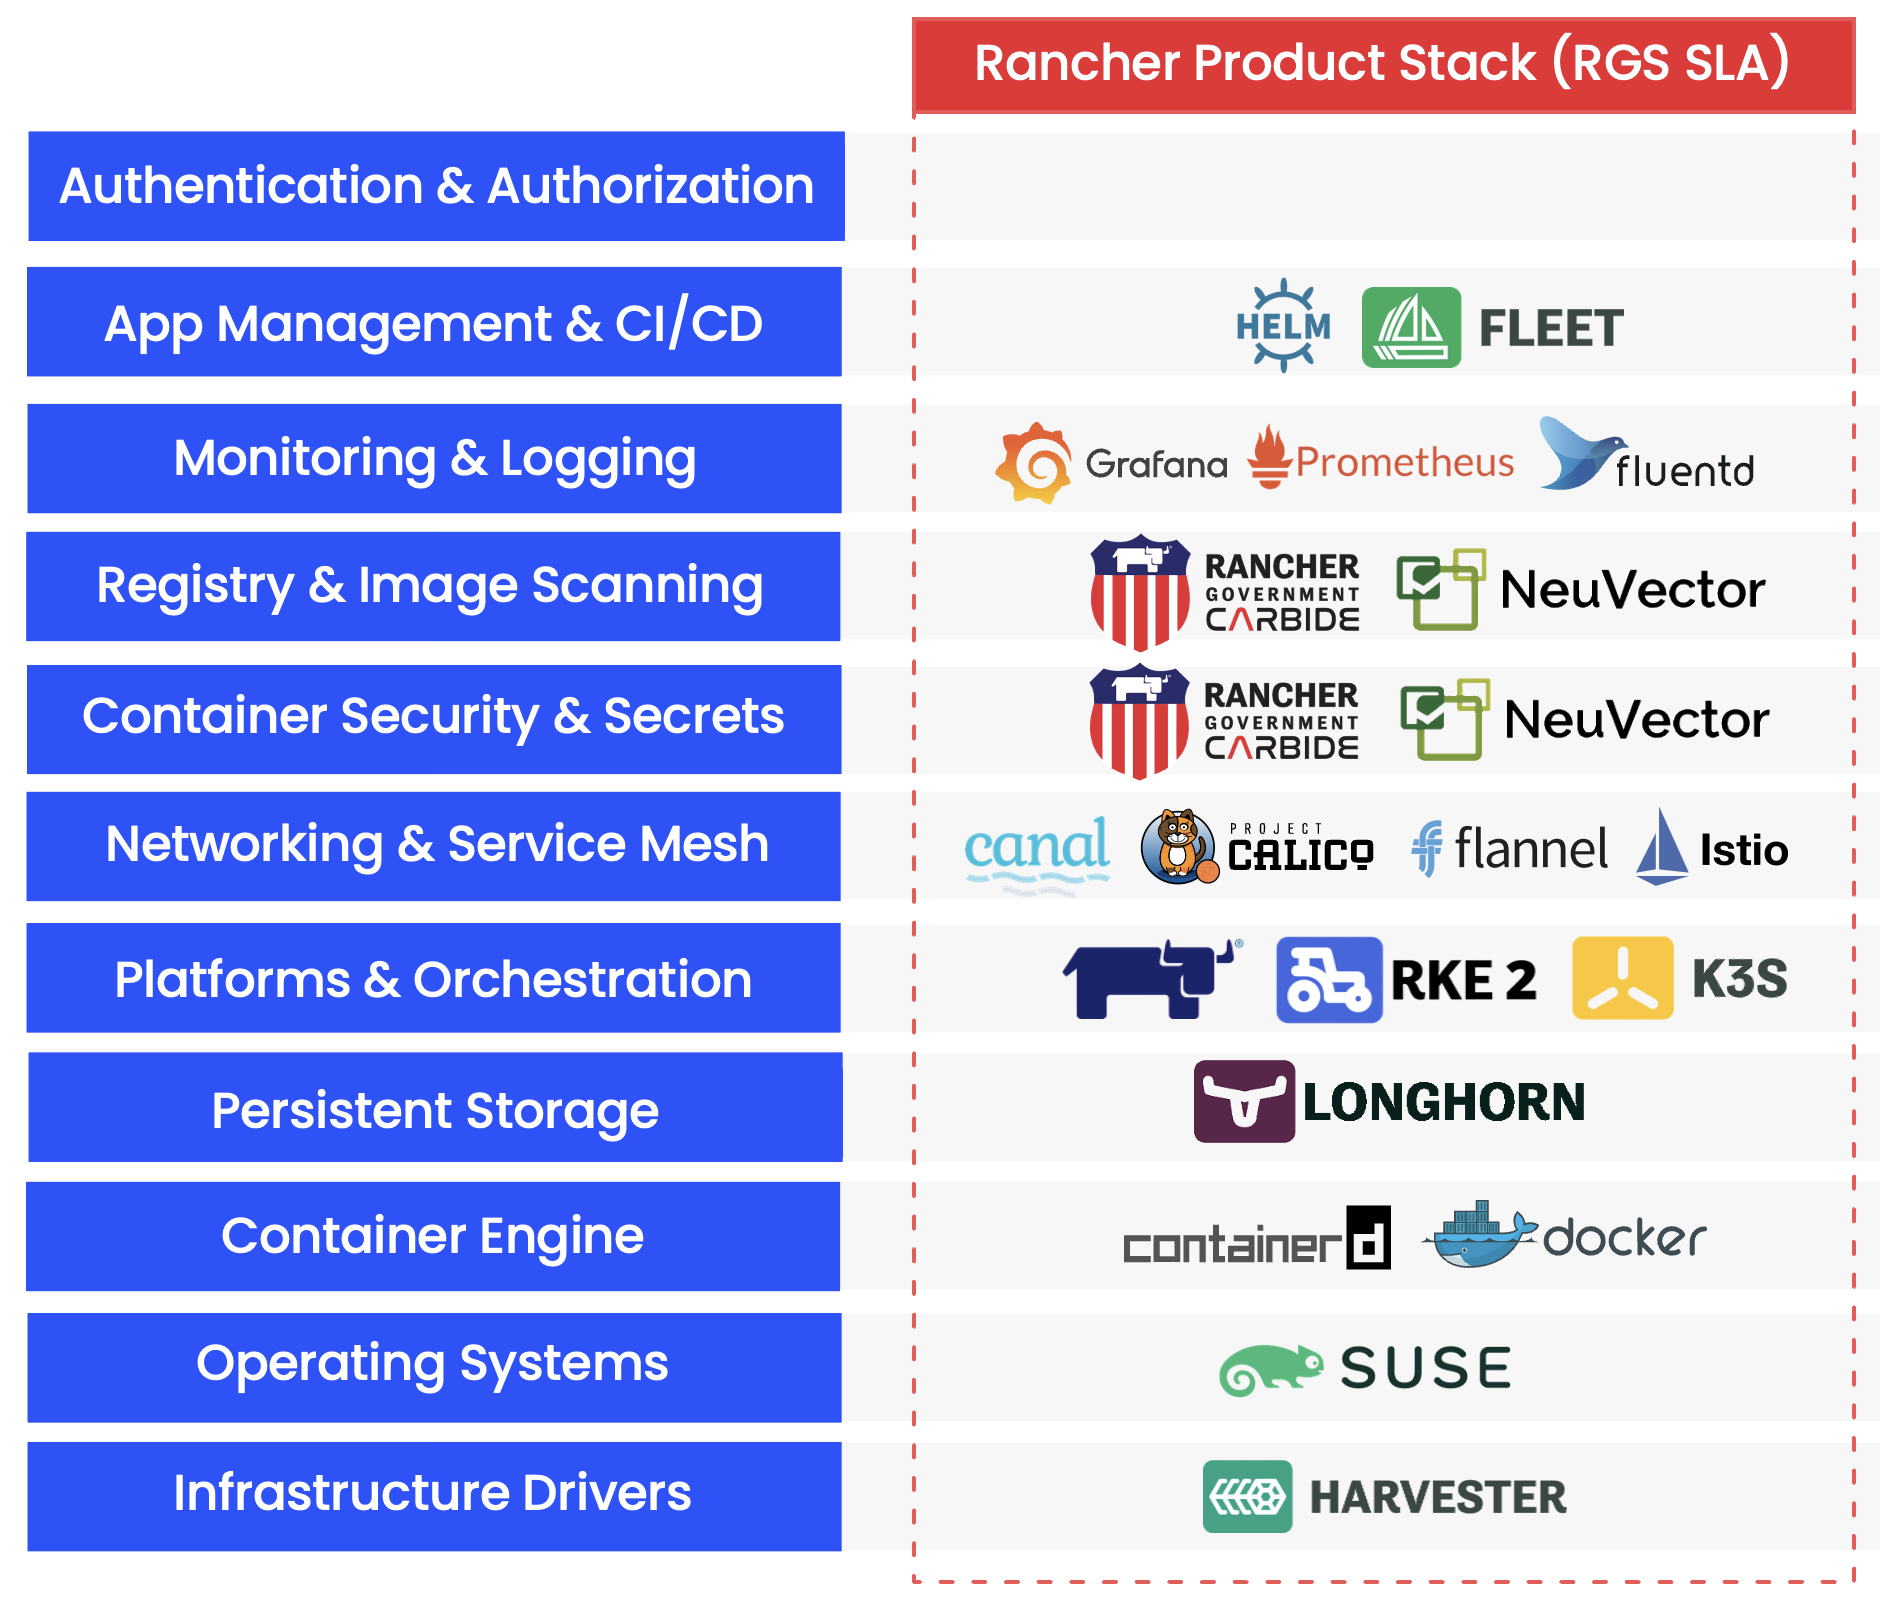 Rancher Product Stack (RGS SLA)
Authentication & Authorization
App Management & CI/CD
HELM
FLEET
Monitoring & Logging
Grafana
Prometheus
fluentd
Registry & Image Scanning
RANCHER
GOVERNMENT
CARBIDE
NeuVector
Container Security & Secrets
RANCHER
GOVERNMENT
CARBIDE
NeuVector
Networking & Service Mesh
canal
PROJECT
CALICO
flannel
Istio
Platforms & Orchestration
®
RKE 2
K3S
Persistent Storage
LONGHORN
Container Engine
containerd
docker
Operating Systems
SUSE
Infrastructure Drivers
HARVESTER